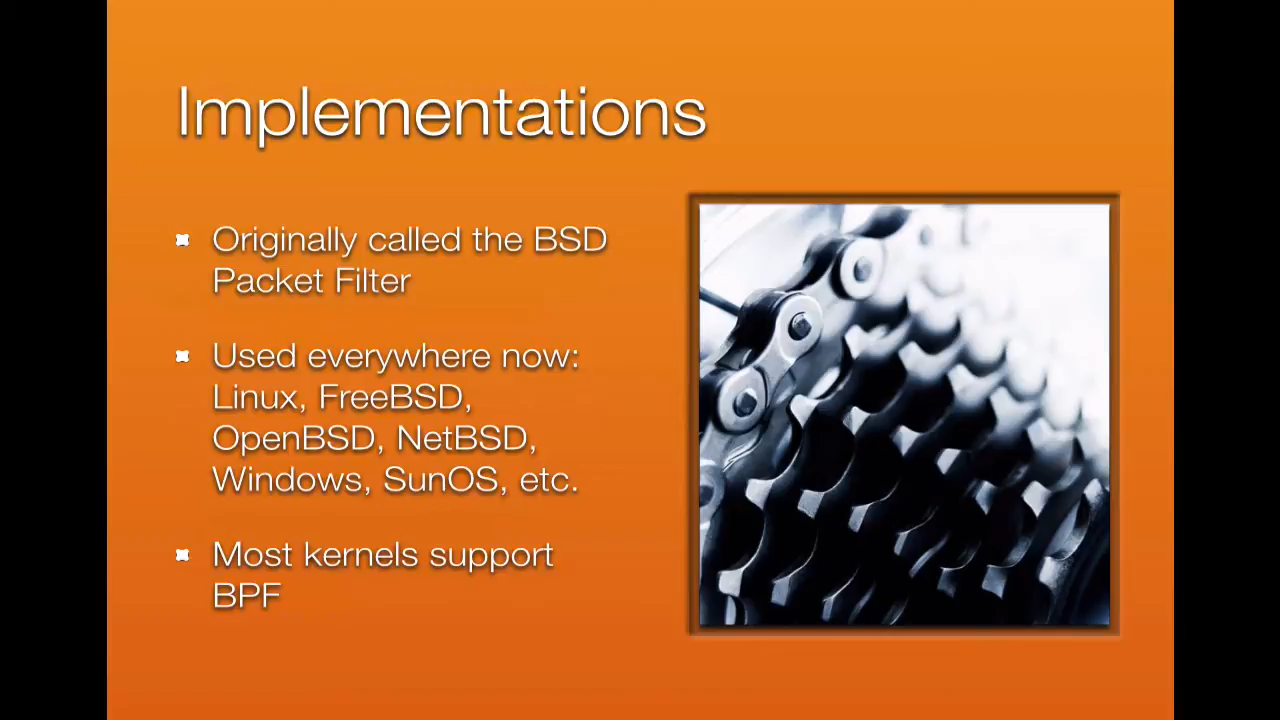 Implementations
Originally called the BSD
Packet Filter
Used everywhere now:
Linux, FreeBSD,
OpenBSD, NetBSD,
Windows, SunOS, etc.
Most kernels support
BPF